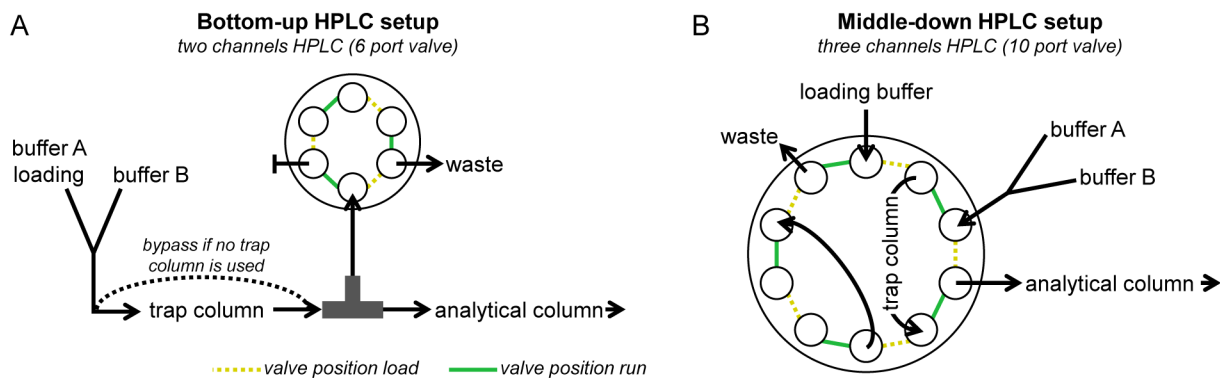 A
Bottom-up HPLC setup
two channels HPLC (6 port valve)
buffer A
loading
buffer B
waste
bypass if no trap
column is used
trap column
analytical column
valve position load
valve position run
B
Middle-down HPLC setup
three channels HPLC (10 port valve)
loading buffer
waste
buffer A
buffer B
trap column
analytical column